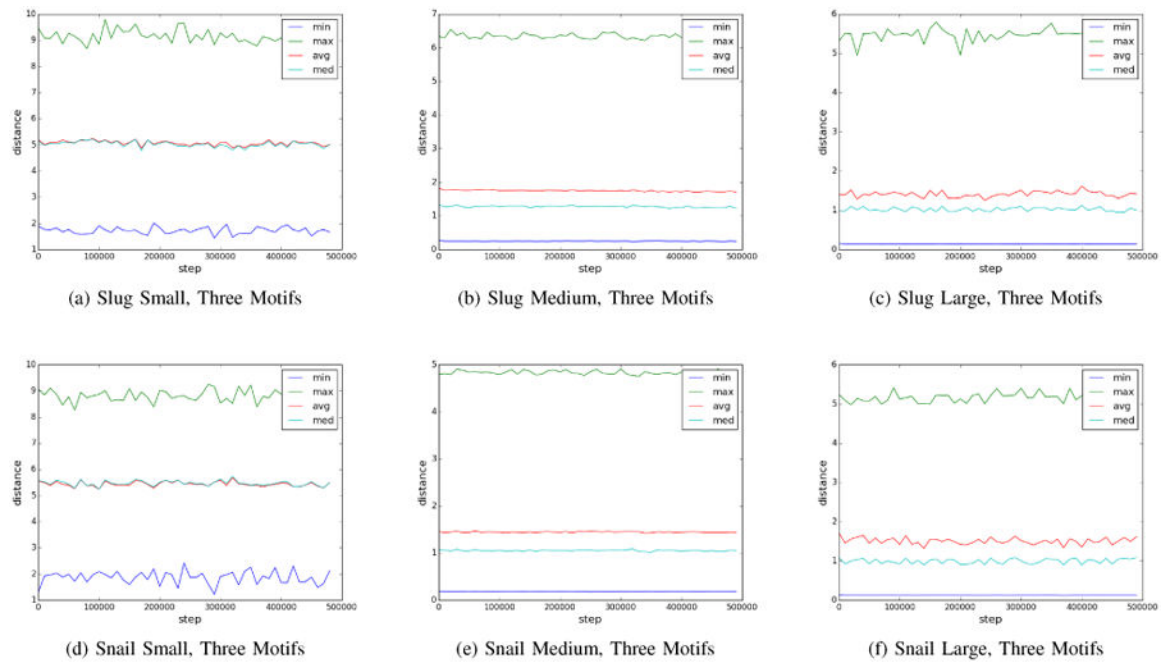 10
9
8
7
6
5
4
3
2
1
distance
0 100000 200000 300000 400000 500000
step
min
max
avg
med
(a) Slug Small, Three Motifs
7
6
5
4
3
2
1
0
distance
0 100000 200000 300000 400000 500000
step
min
max
avg
med
(b) Slug Medium, Three Motifs
6
5
4
3
2
1
0
distance
0 100000 200000 300000 400000 500000
step
min
max
avg
med
(c) Slug Large, Three Motifs
10
9
8
7
6
5
4
3
2
1
distance
0 100000 200000 300000 400000 500000
step
min
max
avg
med
(d) Snail Small, Three Motifs
5
4
3
2
1
0
distance
0 100000 200000 300000 400000 500000
step
min
max
avg
med
(e) Snail Medium, Three Motifs
6
5
4
3
2
1
0
distance
0 100000 200000 300000 400000 500000
step
min
max
avg
med
(f) Snail Large, Three Motifs